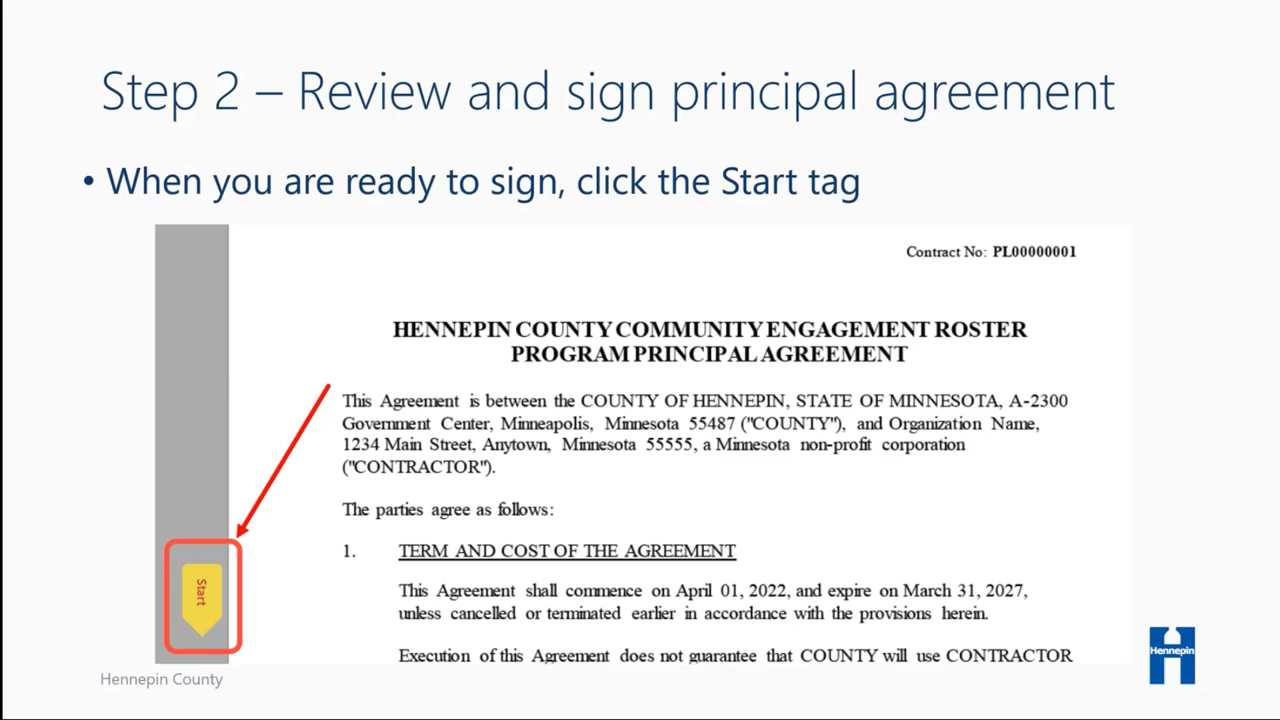 Step 2 – Review and sign principal agreement
• When you are ready to sign, click the Start tag
Contract No: PL00000001
HENNEPIN COUNTY COMMUNITY ENGAGEMENT ROSTER
PROGRAM PRINCIPAL AGREEMENT
This Agreement is between the COUNTY OF HENNEPIN, STATE OF MINNESOTA, A-2300
Government Center, Minneapolis, Minnesota 55487 ("COUNTY"), and Organization Name,
1234 Main Street, Anytown, Minnesota 55555, a Minnesota non-profit corporation
("CONTRACTOR").
The parties agree as follows:
1. TERM AND COST OF THE AGREEMENT
This Agreement shall commence on April 01, 2022, and expire on March 31, 2027,
unless cancelled or terminated earlier in accordance with the provisions herein.
Execution of this Agreement does not guarantee that COUNTY will use CONTRACTOR
Start
Hennepin County
Hennepin